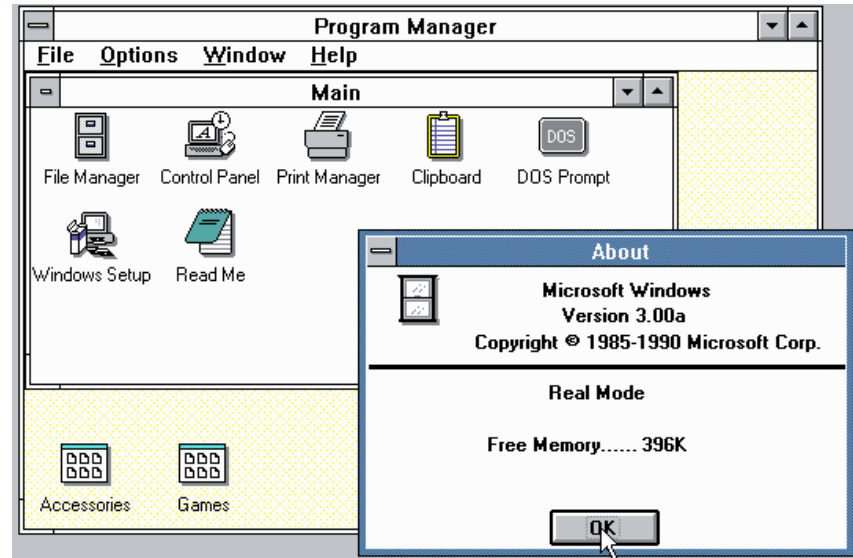 Program Manager
File Options Window Help
Main
DOS
File Manager Control Panel Print Manager Clipboard DOS Prompt
Windows Setup Read Me
About
Microsoft Windows
Version 3.00a
Copyright © 1985-1990 Microsoft Corp.
Real Mode
Free Memory...... 396K
Accessories Games
OK